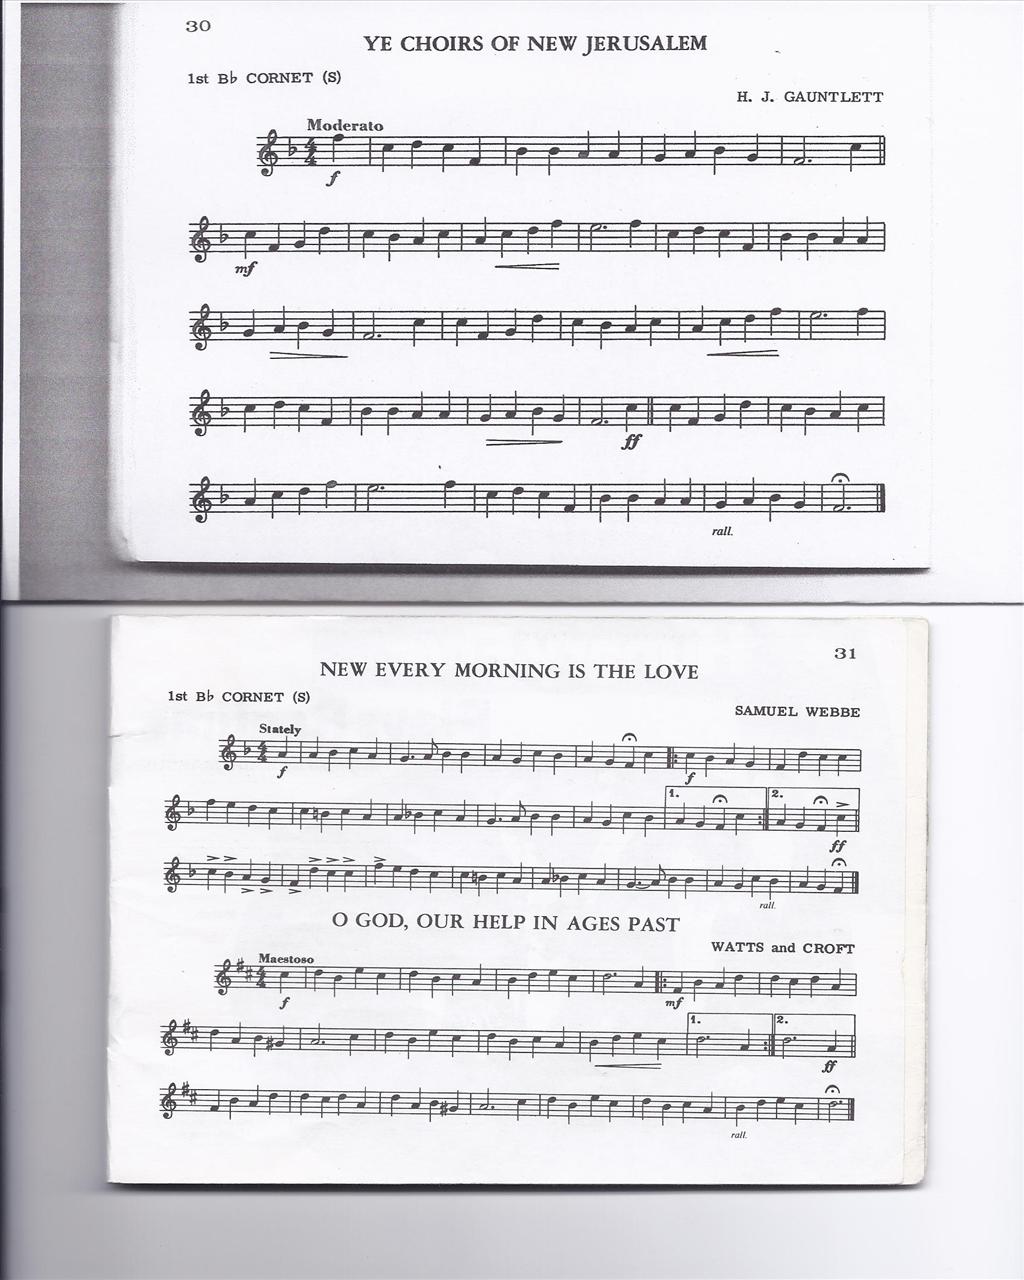 30
YE CHOIRS OF NEW JERUSALEM
1st B♭ CORNET (S)
H. J. GAUNTLETT
Moderato
f
mf
ff
rall.
31
NEW EVERY MORNING IS THE LOVE
1st B♭ CORNET (S)
SAMUEL WEBBE
Stately
f
f
1.
2.
ff
rall.
O GOD, OUR HELP IN AGES PAST
WATTS and CROFT
Maestoso
f
mf
1.
2.
ff
rall.